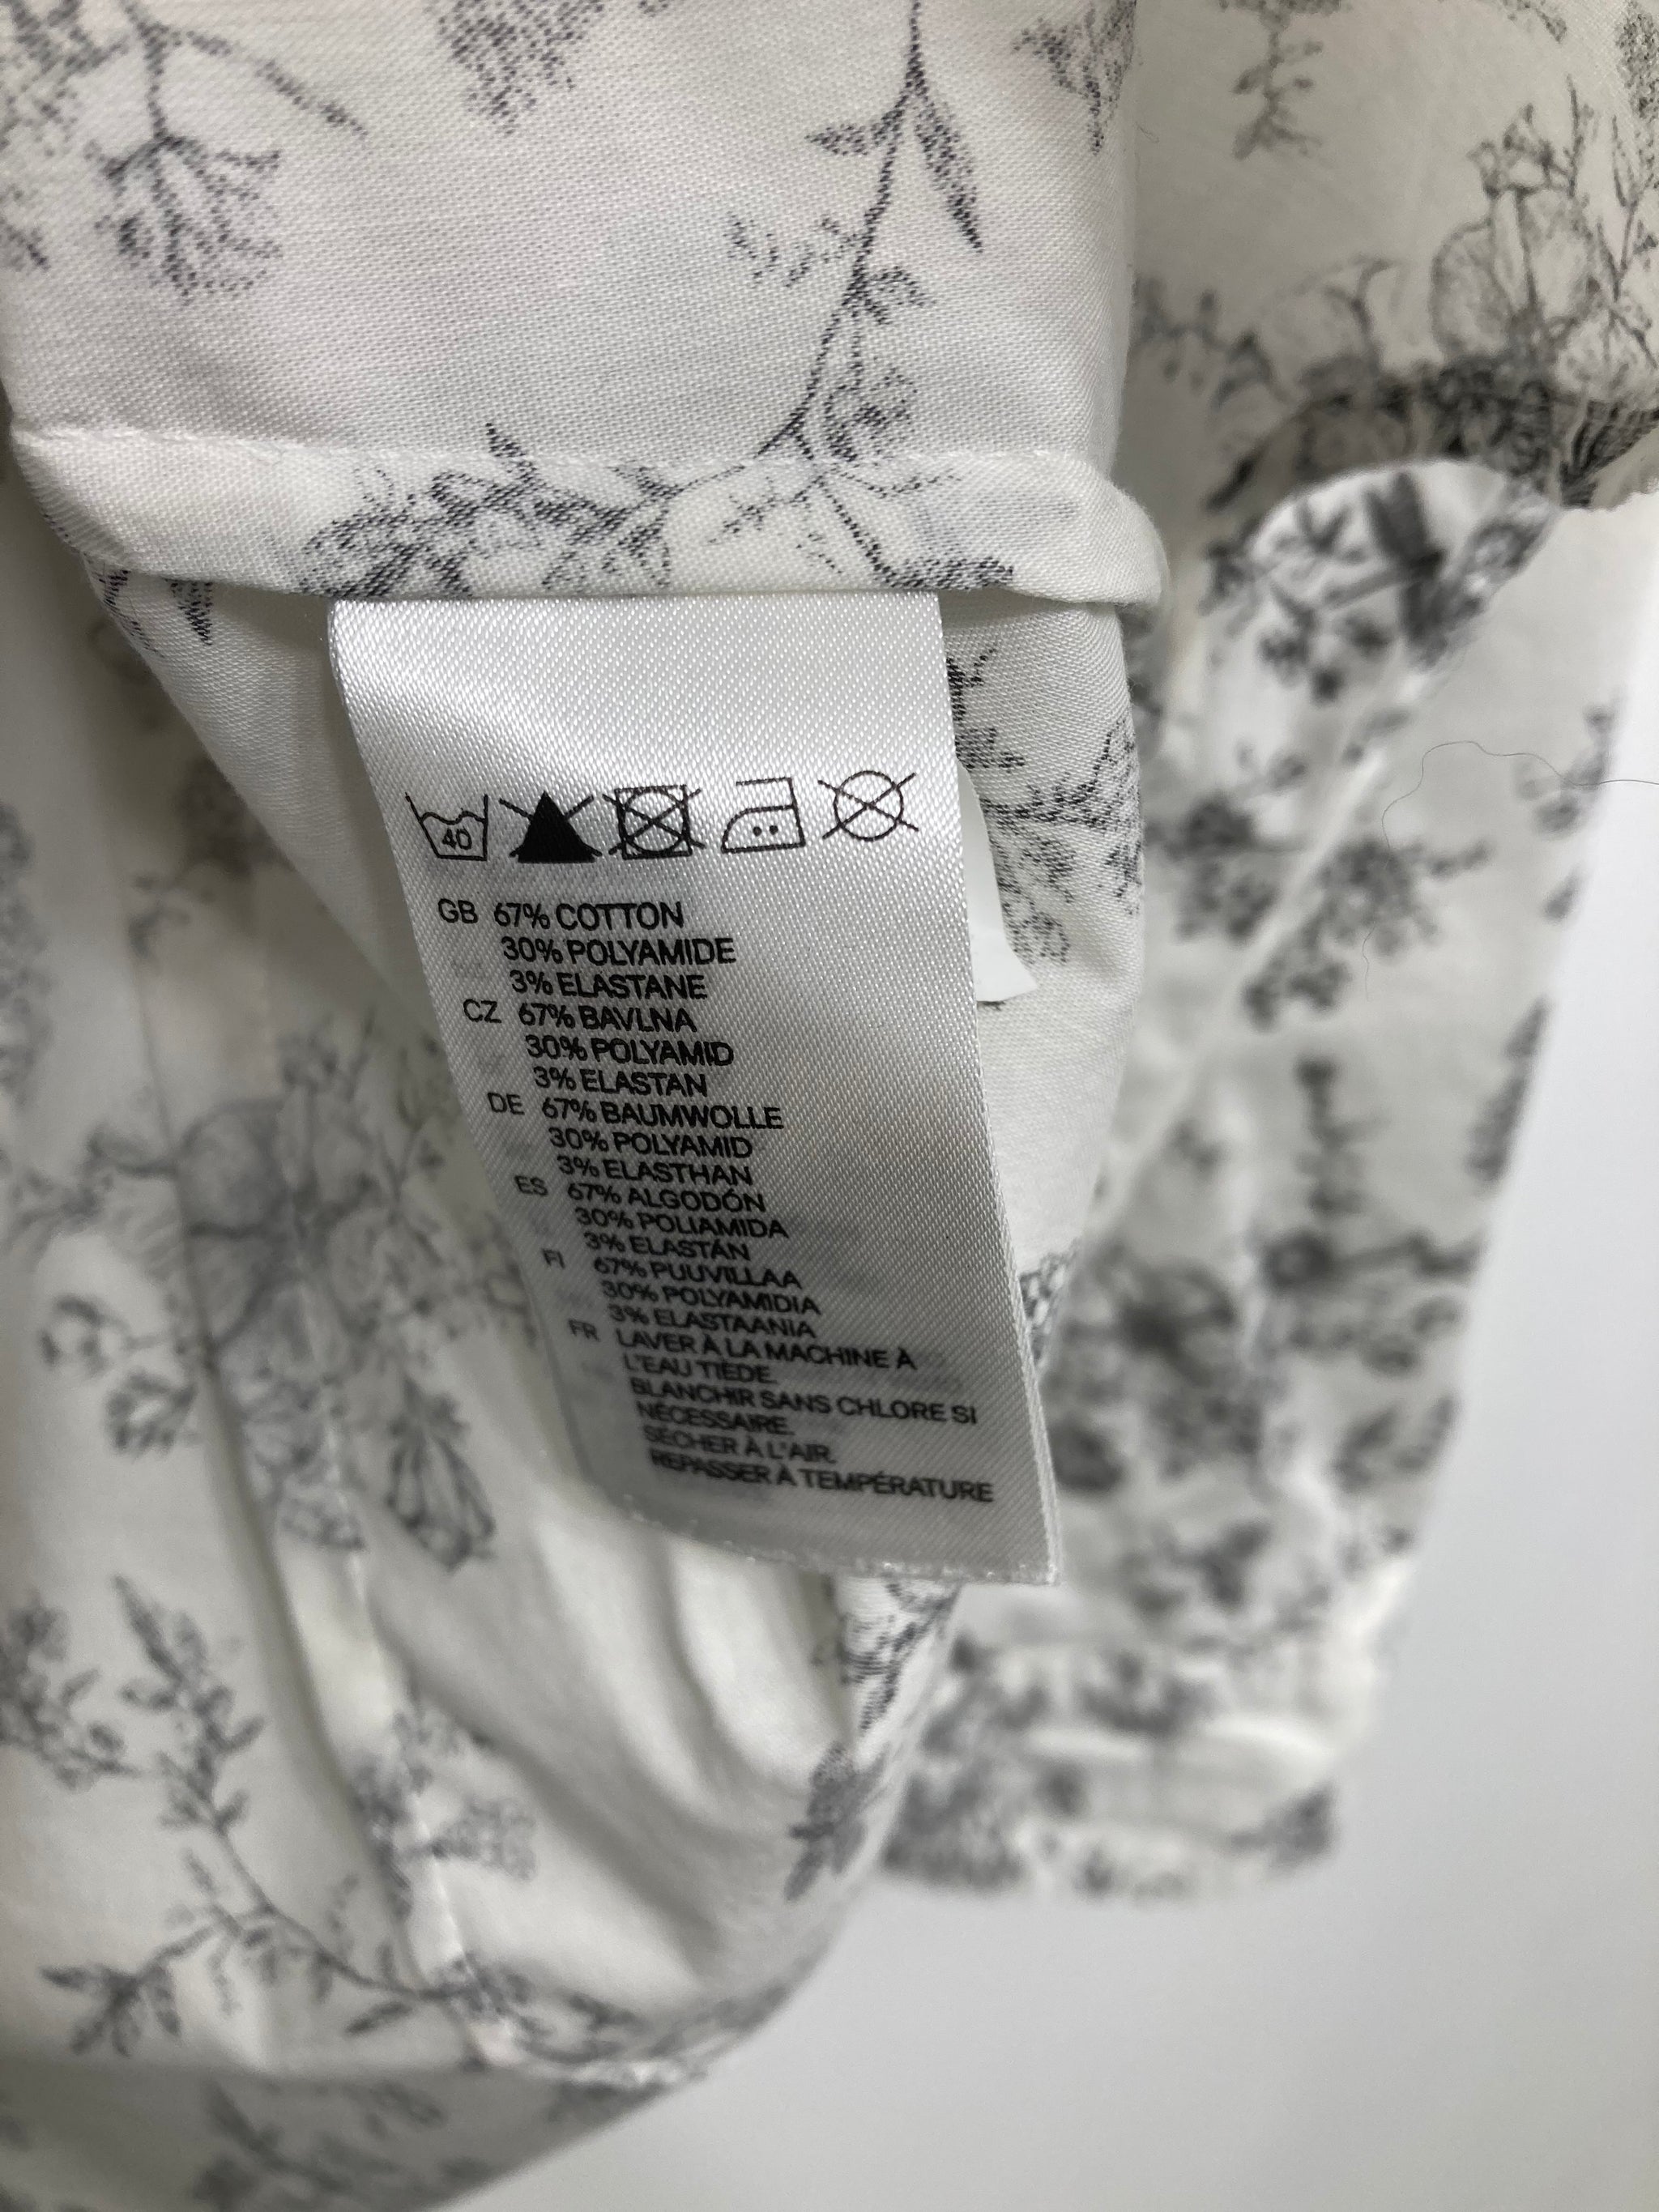 40
GB 67% COTTON
30% POLYAMIDE
3% ELASTANE
CZ 67% BAVLNA
30% POLYAMID
3% ELASTAN
DE 67% BAUMWOLLE
30% POLYAMID
3% ELASTHAN
ES 67% ALGODÓN
30% POLIAMIDA
3% ELASTÁN
FI 67% PUUVILLAA
30% POLYAMIDIA
3% ELASTAANIA
FR LAVER À LA MACHINE À
L'EAU TIÈDE.
BLANCHIR SANS CHLORE SI
NÉCESSAIRE.
SÉCHER À L'AIR.
REPASSER À TEMPÉRATURE